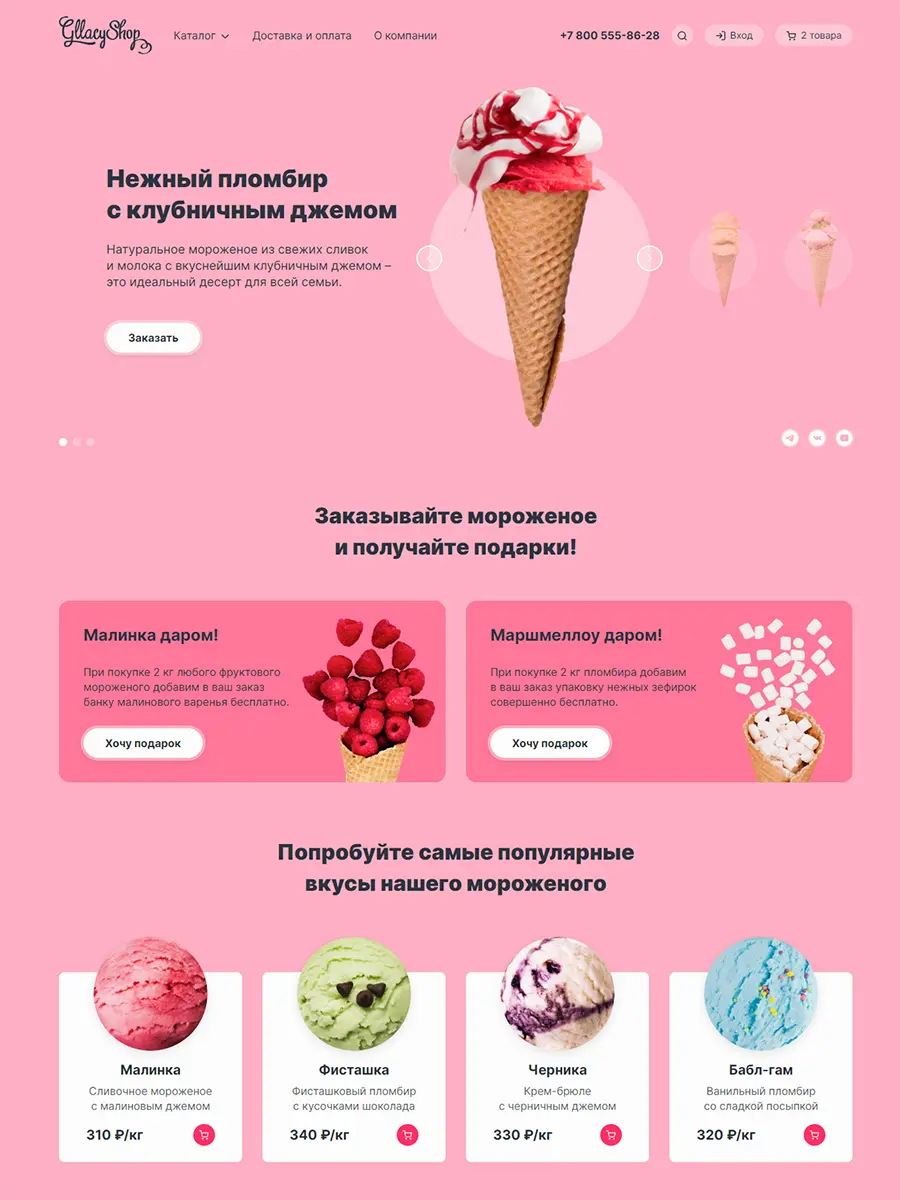 GllacyShop
Каталог
Доставка и оплата
О компании
+7 800 555-86-28
Вход
2 товара
Нежный пломбир
с клубничным джемом
Натуральное мороженое из свежих сливок
и молока с вкуснейшим клубничным джемом –
это идеальный десерт для всей семьи.
Заказать
Заказывайте мороженое
и получайте подарки!
Малинка даром!
При покупке 2 кг любого фруктового
мороженого добавим в ваш заказ
банку малинового варенья бесплатно.
Хочу подарок
Маршмеллоу даром!
При покупке 2 кг пломбира добавим
в ваш заказ упаковку нежных зефирок
совершенно бесплатно.
Хочу подарок
Попробуйте самые популярные
вкусы нашего мороженого
Малинка
Сливочное мороженое
с малиновым джемом
310 ₽/кг
Фисташка
Фисташковый пломбир
с кусочками шоколада
340 ₽/кг
Черника
Крем-брюле
с черничным джемом
330 ₽/кг
Бабл-гам
Ванильный пломбир
со сладкой посыпкой
320 ₽/кг